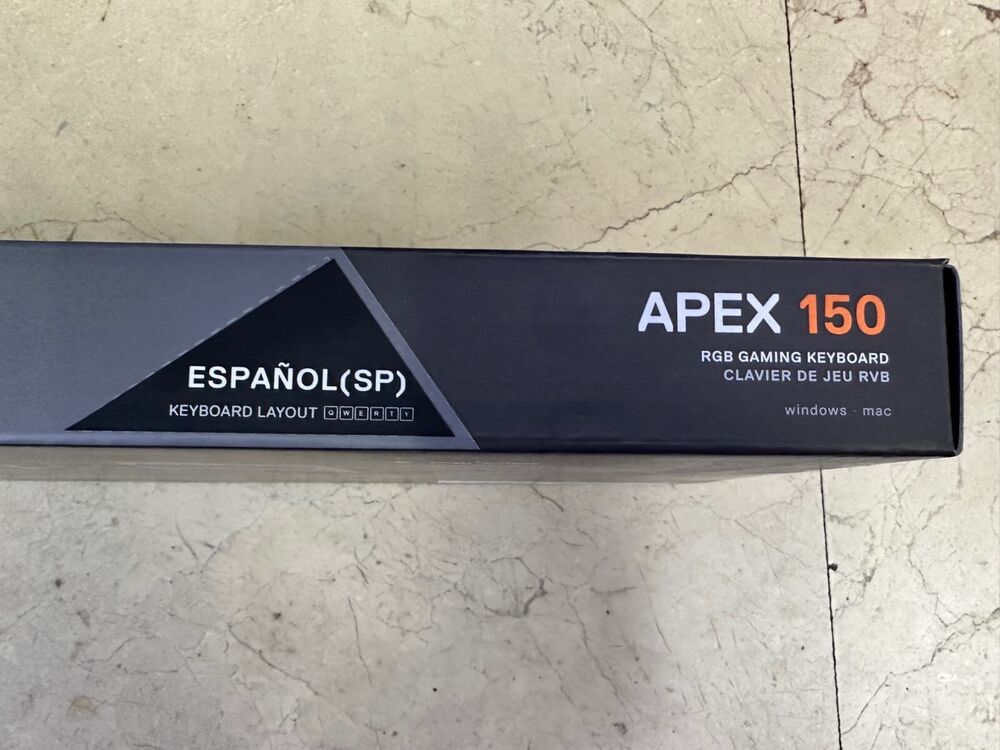 ESPAÑOL(SP)
KEYBOARD LAYOUT QWERTY
APEX 150
RGB GAMING KEYBOARD
CLAVIER DE JEU RVB
windows · mac